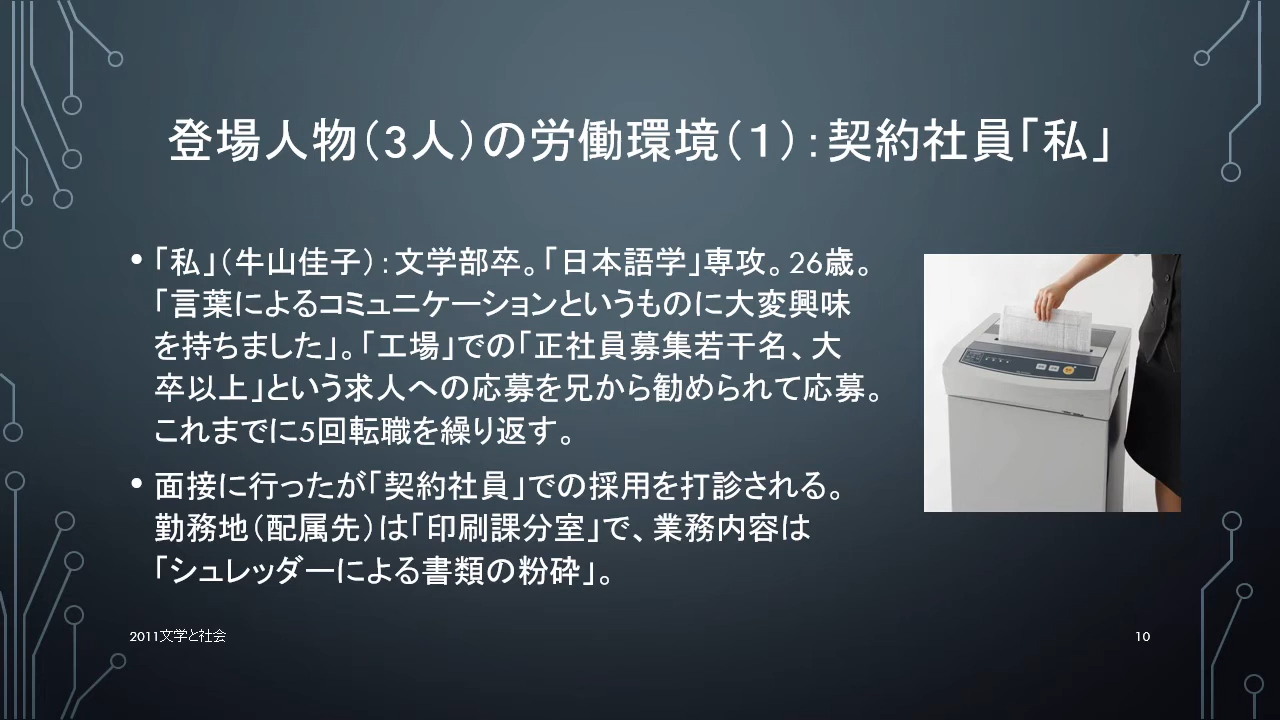 登場人物（3人）の労働環境（1）：契約社員「私」
•「私」（牛山佳子）：文学部卒。「日本語学」専攻。26歳。
「言葉によるコミュニケーションというものに大変興味
を持ちました」。「工場」での「正社員募集若干名、大
卒以上」という求人への応募を兄から勧められて応募。
これまでに5回転職を繰り返す。
•面接に行ったが「契約社員」での採用を打診される。
勤務地（配属先）は「印刷課分室」で、業務内容は
「シュレッダーによる書類の粉砕」。
2011文学と社会
10